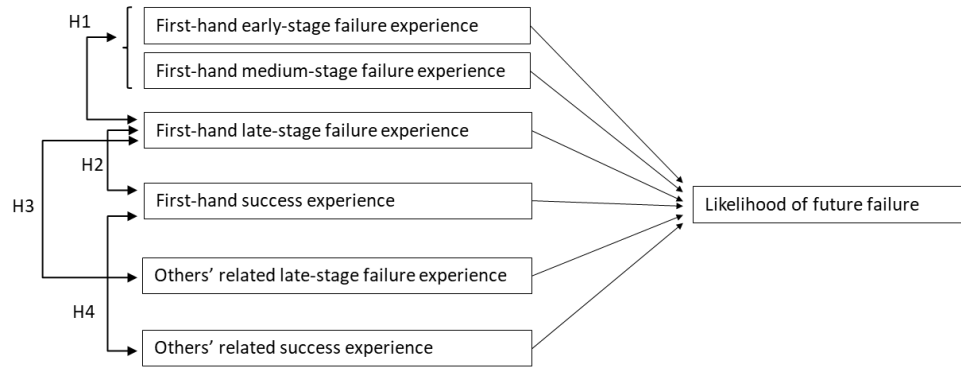 H1
First-hand early-stage failure experience
First-hand medium-stage failure experience
First-hand late-stage failure experience
H2
First-hand success experience
H3
Likelihood of future failure
Others’ related late-stage failure experience
H4
Others’ related success experience